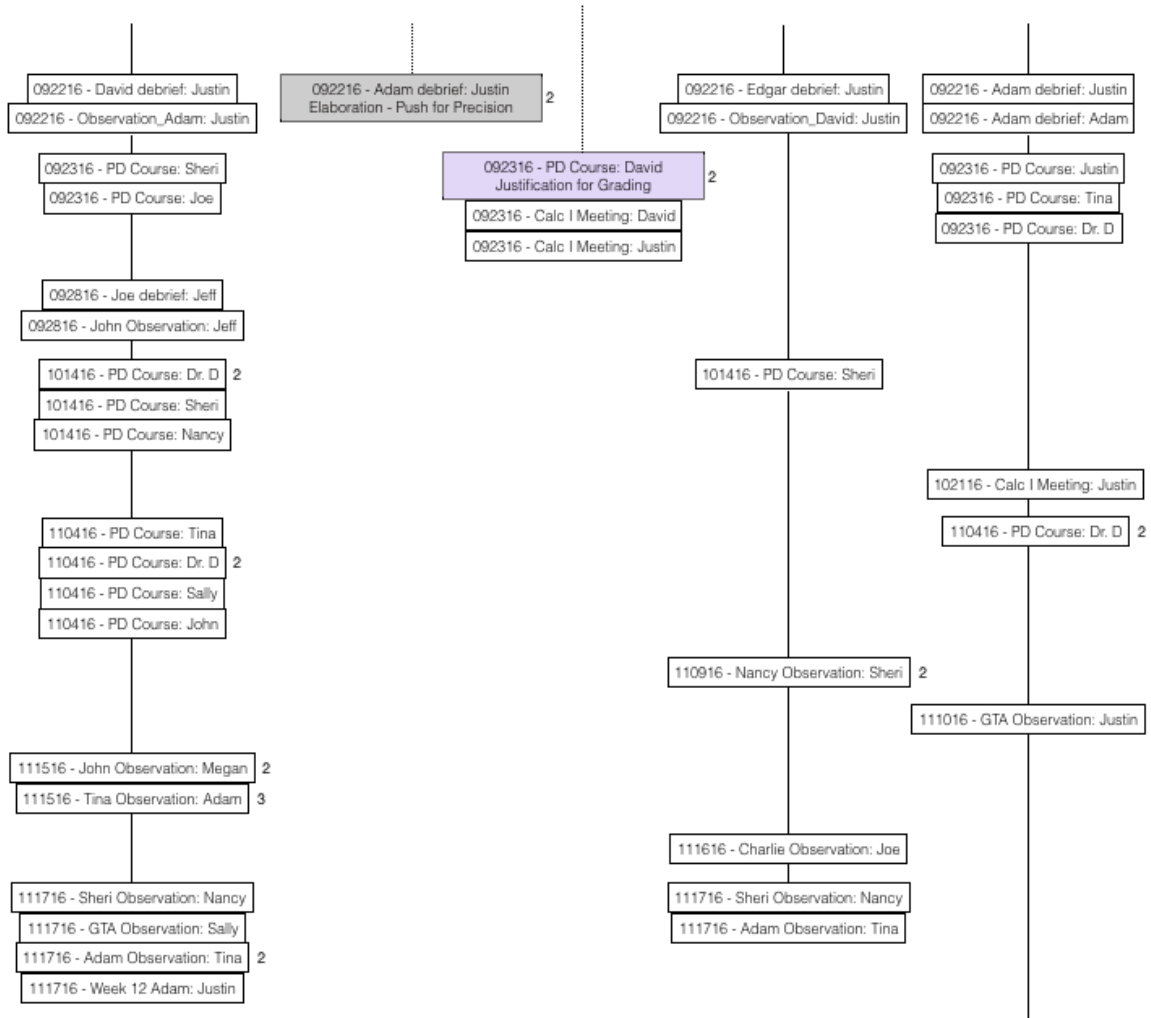 092216 - David debrief: Justin
092216 - Observation_Adam: Justin
092316 - PD Course: Sheri
092316 - PD Course: Joe
092816 - Joe debrief: Jeff
092816 - John Observation: Jeff
101416 - PD Course: Dr. D 2
101416 - PD Course: Sheri
101416 - PD Course: Nancy
110416 - PD Course: Tina
110416 - PD Course: Dr. D 2
110416 - PD Course: Sally
110416 - PD Course: John
111516 - John Observation: Megan 2
111516 - Tina Observation: Adam 3
111716 - Sheri Observation: Nancy
111716 - GTA Observation: Sally
111716 - Adam Observation: Tina 2
111716 - Week 12 Adam: Justin
092216 - Adam debrief: Justin
Elaboration - Push for Precision
2
092316 - PD Course: David
Justification for Grading
2
092316 - Calc I Meeting: David
092316 - Calc I Meeting: Justin
092216 - Edgar debrief: Justin
092216 - Observation_David: Justin
101416 - PD Course: Sheri
110916 - Nancy Observation: Sheri 2
111616 - Charlie Observation: Joe
111716 - Sheri Observation: Nancy
111716 - Adam Observation: Tina
092216 - Adam debrief: Justin
092216 - Adam debrief: Adam
092316 - PD Course: Justin
092316 - PD Course: Tina
092316 - PD Course: Dr. D
102116 - Calc I Meeting: Justin
110416 - PD Course: Dr. D 2
111016 - GTA Observation: Justin